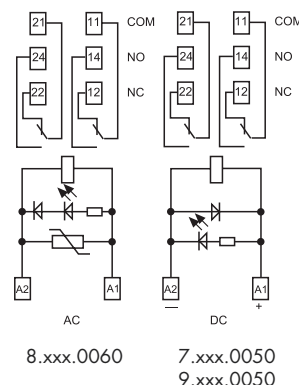 21 11 COM 21 11 COM
24 14 NO 24 14 NO
22 12 NC 22 12 NC
A2 A1 A2 A1
— +
AC DC
8.xxx.0060 7.xxx.0050
9.xxx.0050